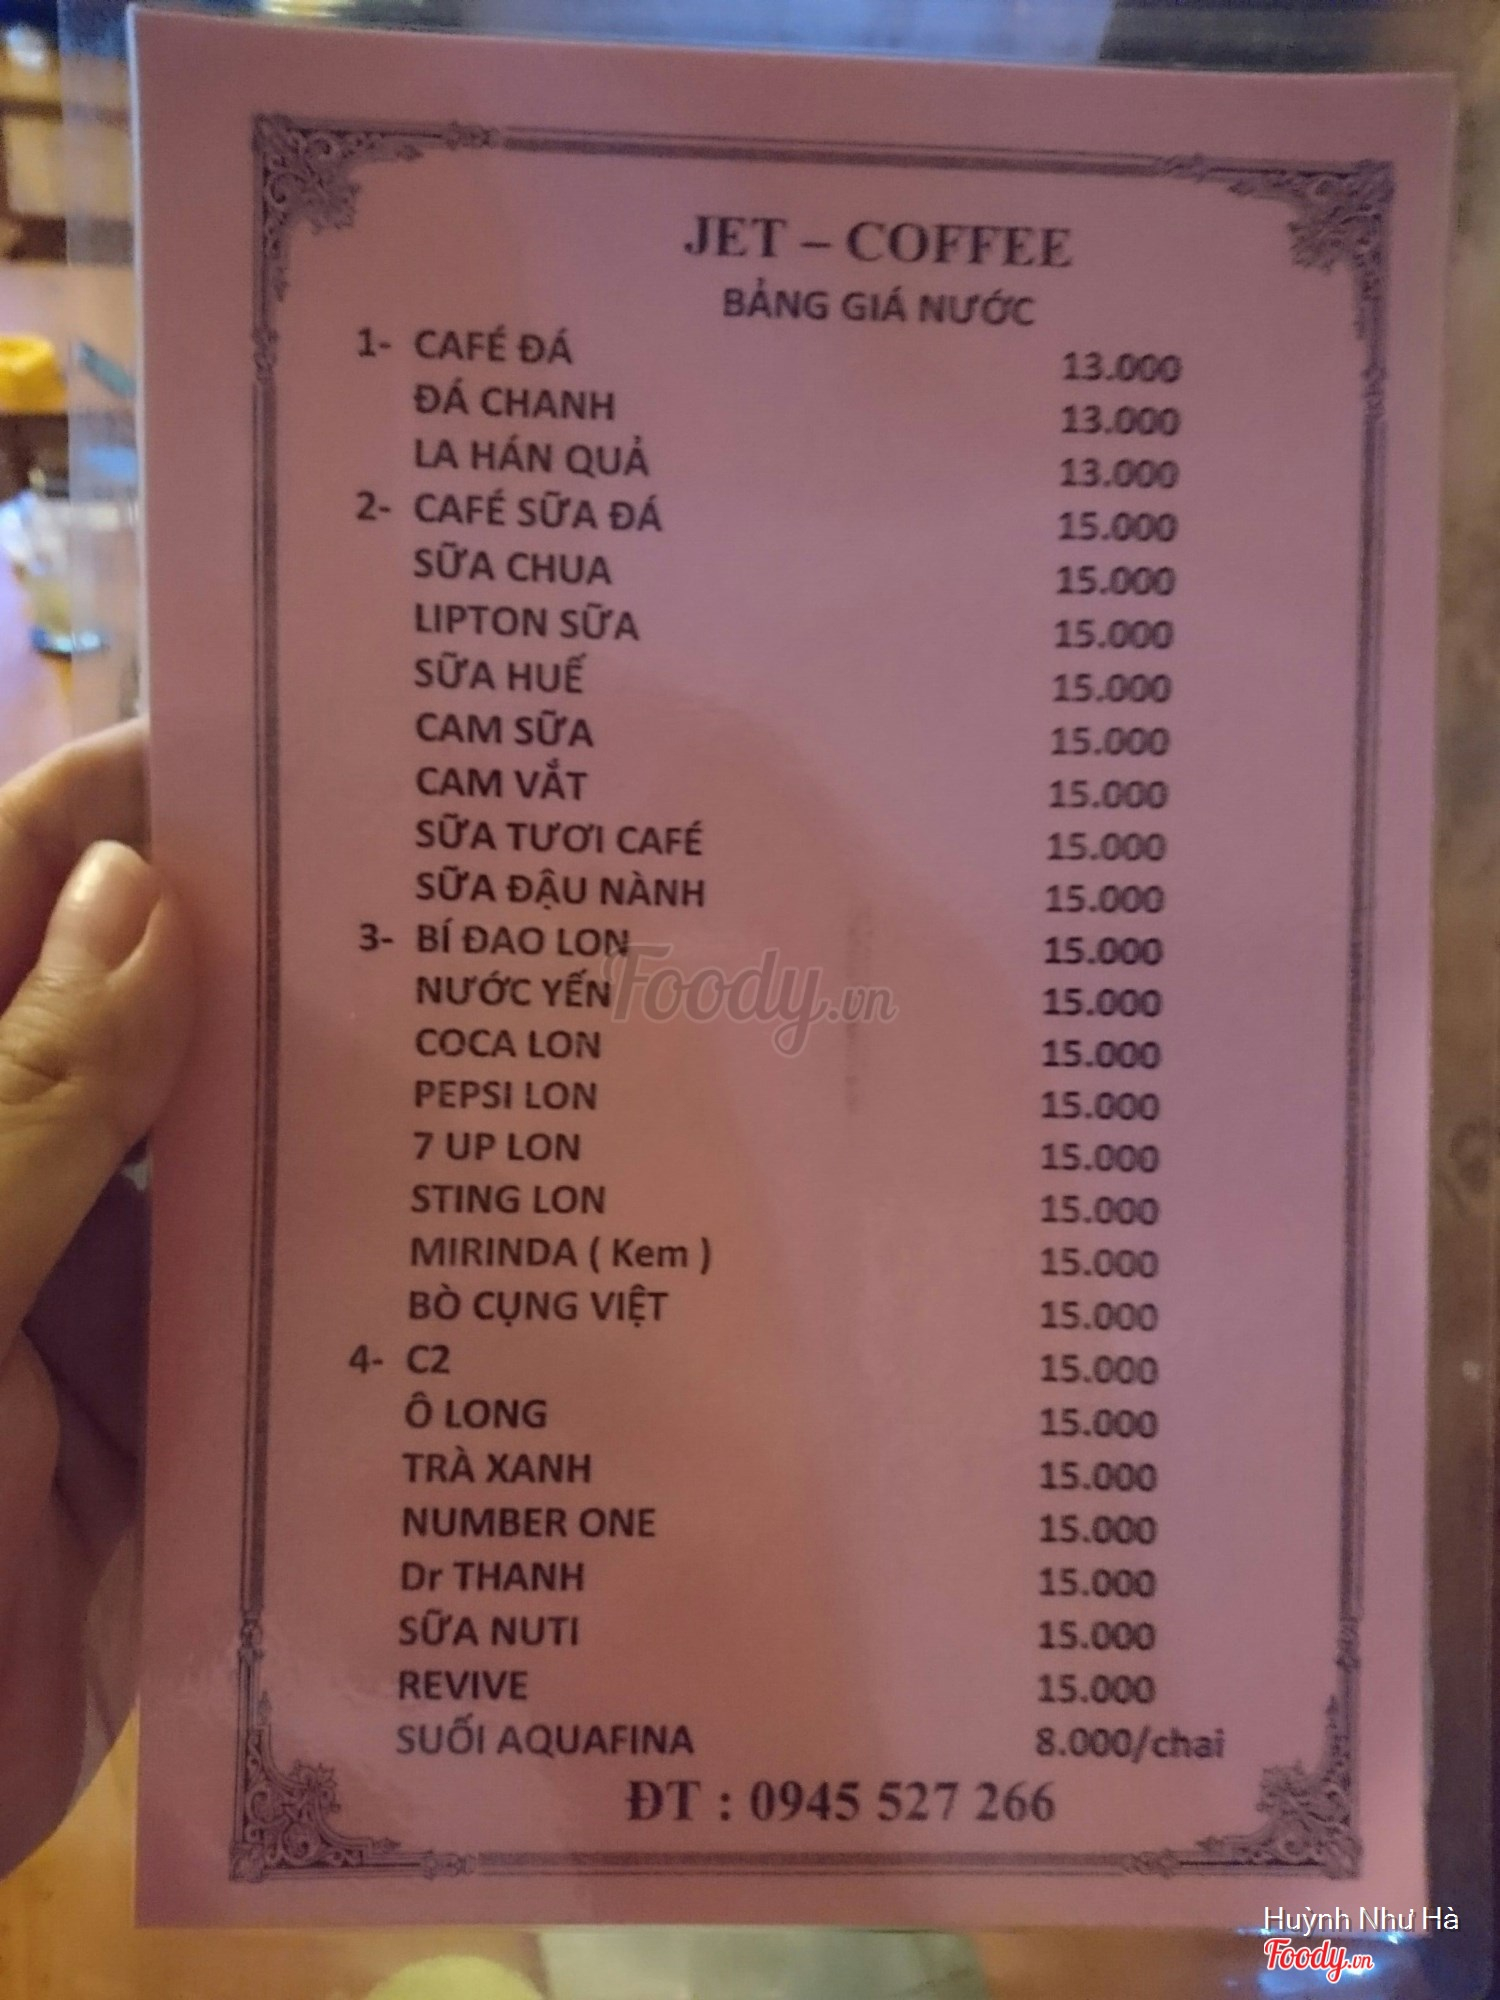 JET – COFFEE
BẢNG GIÁ NƯỚC
1- CAFÉ ĐÁ 13.000
ĐÁ CHANH 13.000
LA HÁN QUẢ 13.000
2- CAFÉ SỮA ĐÁ 15.000
SỮA CHUA 15.000
LIPTON SỮA 15.000
SỮA HUẾ 15.000
CAM SỮA 15.000
CAM VẮT 15.000
SỮA TƯƠI CAFÉ 15.000
SỮA ĐẬU NÀNH 15.000
3- BÍ ĐAO LON 15.000
NƯỚC YẾN 15.000
COCA LON 15.000
PEPSI LON 15.000
7 UP LON 15.000
STING LON 15.000
MIRINDA ( Kem ) 15.000
BÒ CỤNG VIỆT 15.000
4- C2 15.000
Ô LONG 15.000
TRÀ XANH 15.000
NUMBER ONE 15.000
Dr THANH 15.000
SỮA NUTI 15.000
REVIVE 15.000
SUỐI AQUAFINA 8.000/chai
ĐT : 0945 527 266
Foody.vn
Huỳnh Như Hà
Foody.vn